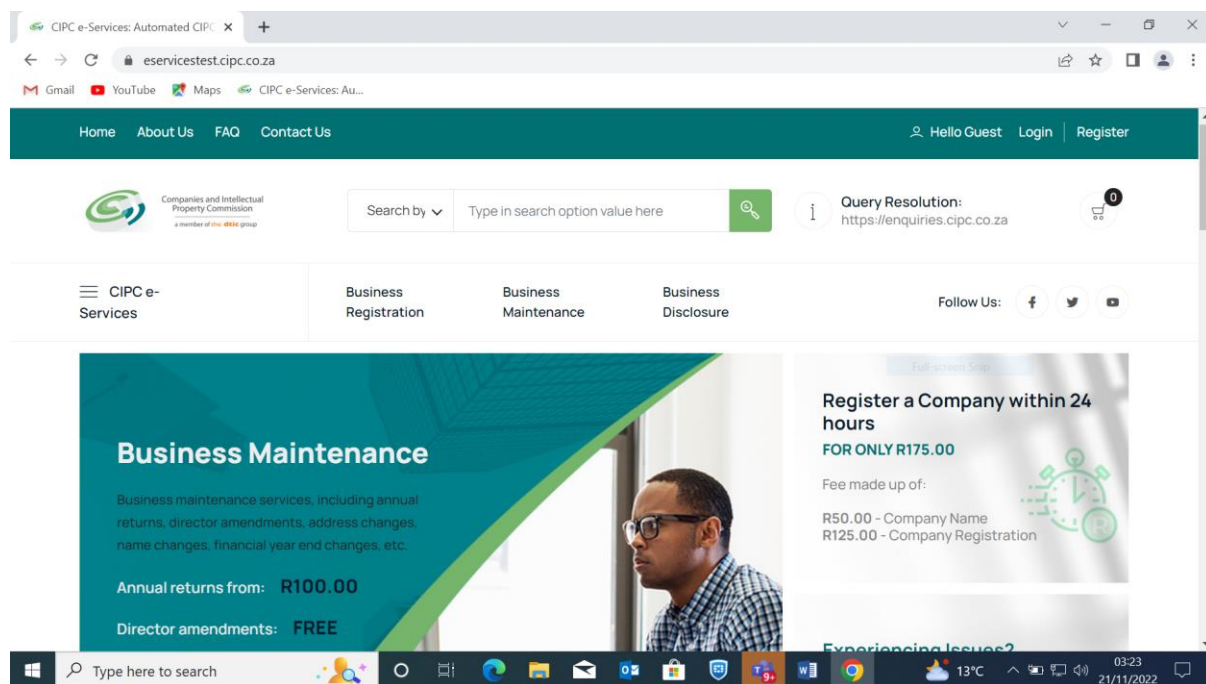 CIPC e-Services: Automated CIPC
eservicestest.cipc.co.za
Gmail YouTube Maps CIPC e-Services: Au...
Home About Us FAQ Contact Us Hello Guest Login Register
Companies and Intellectual
Property Commission
a member of the dtic group
Search by Type in search option value here
Query Resolution:
https://enquiries.cipc.co.za
0
CIPC e-
Services
Business
Registration
Business
Maintenance
Business
Disclosure
Follow Us:
Business Maintenance
Business maintenance services, including annual
returns, director amendments, address changes,
name changes, financial year end changes, etc.
Annual returns from: R100.00
Director amendments: FREE
Full-screen Snip
Register a Company within 24
hours
FOR ONLY R175.00
Fee made up of:
R50.00 - Company Name
R125.00 - Company Registration
R
Experiencing Issues?
Type here to search
9+
13°C
03:23
21/11/2022